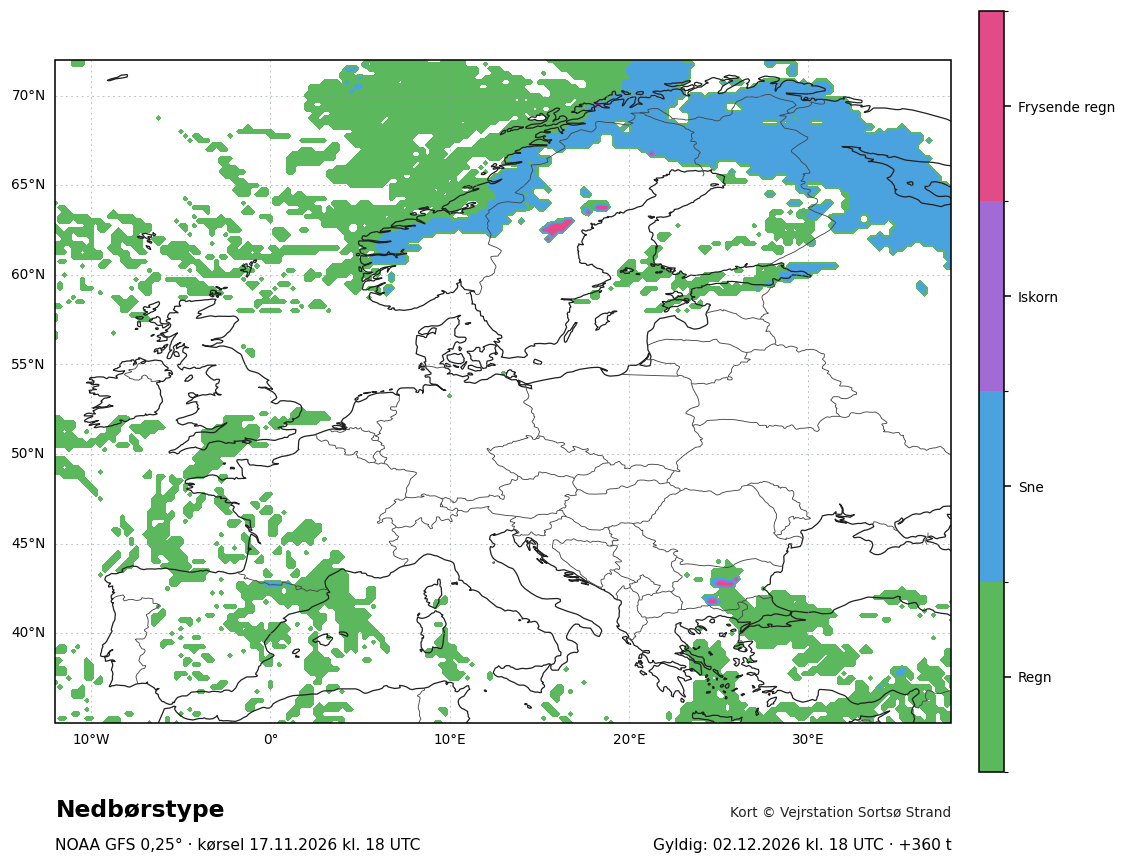 Frysende regn
Iskorn
Sne
Regn
70°N
65°N
60°N
55°N
50°N
45°N
40°N
10°W
0°
10°E
20°E
30°E
Nedbørstype
Kort © Vejrstation Sortsø Strand
NOAA GFS 0,25° · kørsel 17.11.2026 kl. 18 UTC
Gyldig: 02.12.2026 kl. 18 UTC · +360 t